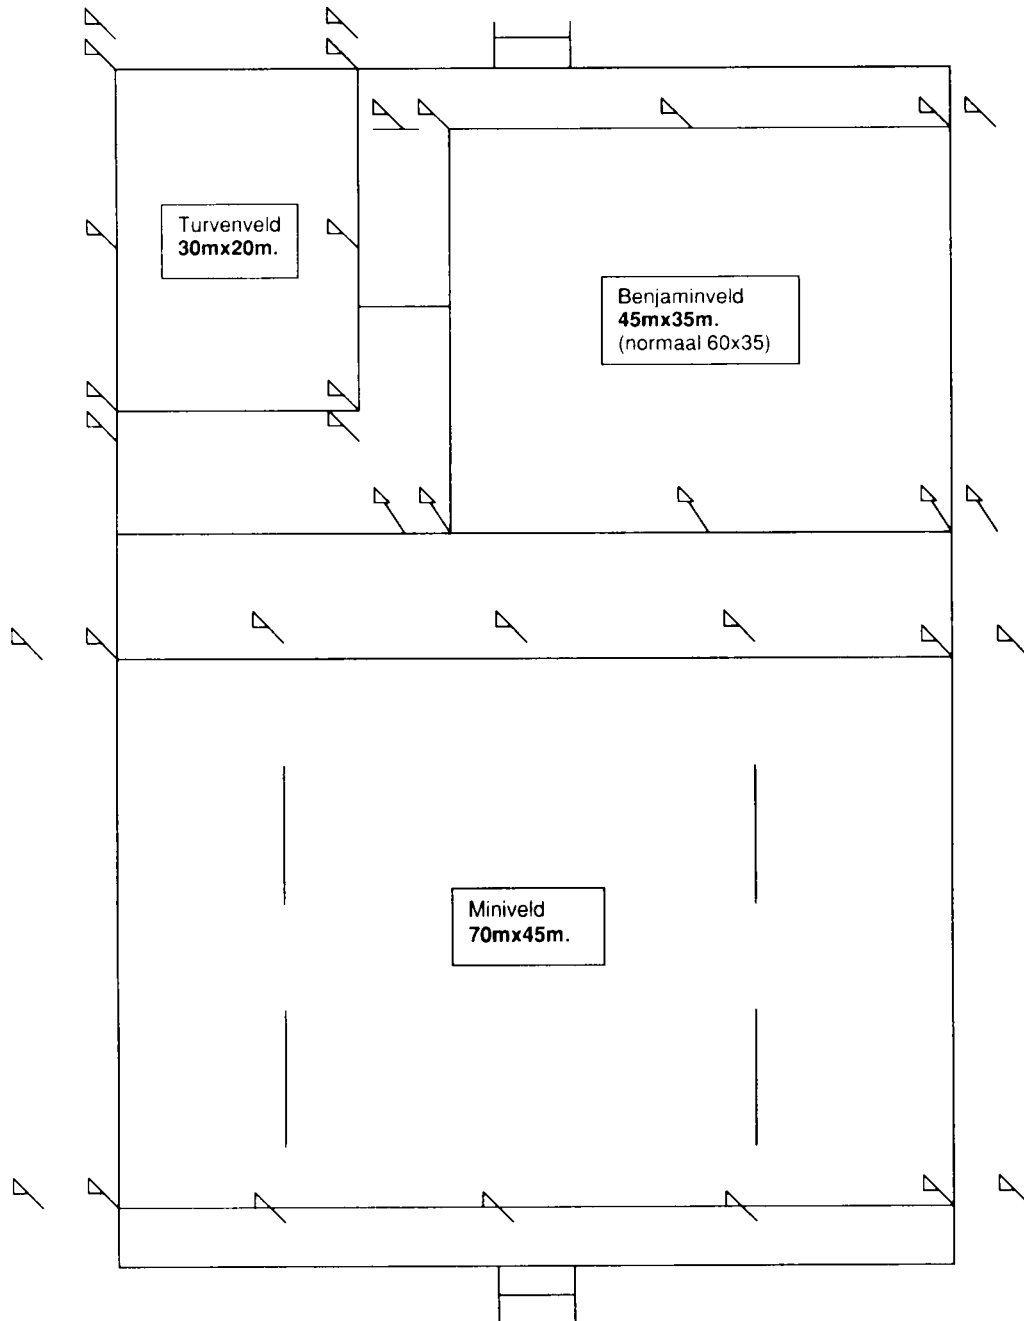 Turvenveld
30mx20m.
Benjaminveld
45mx35m.
(normaal 60x35)
Miniveld
70mx45m.